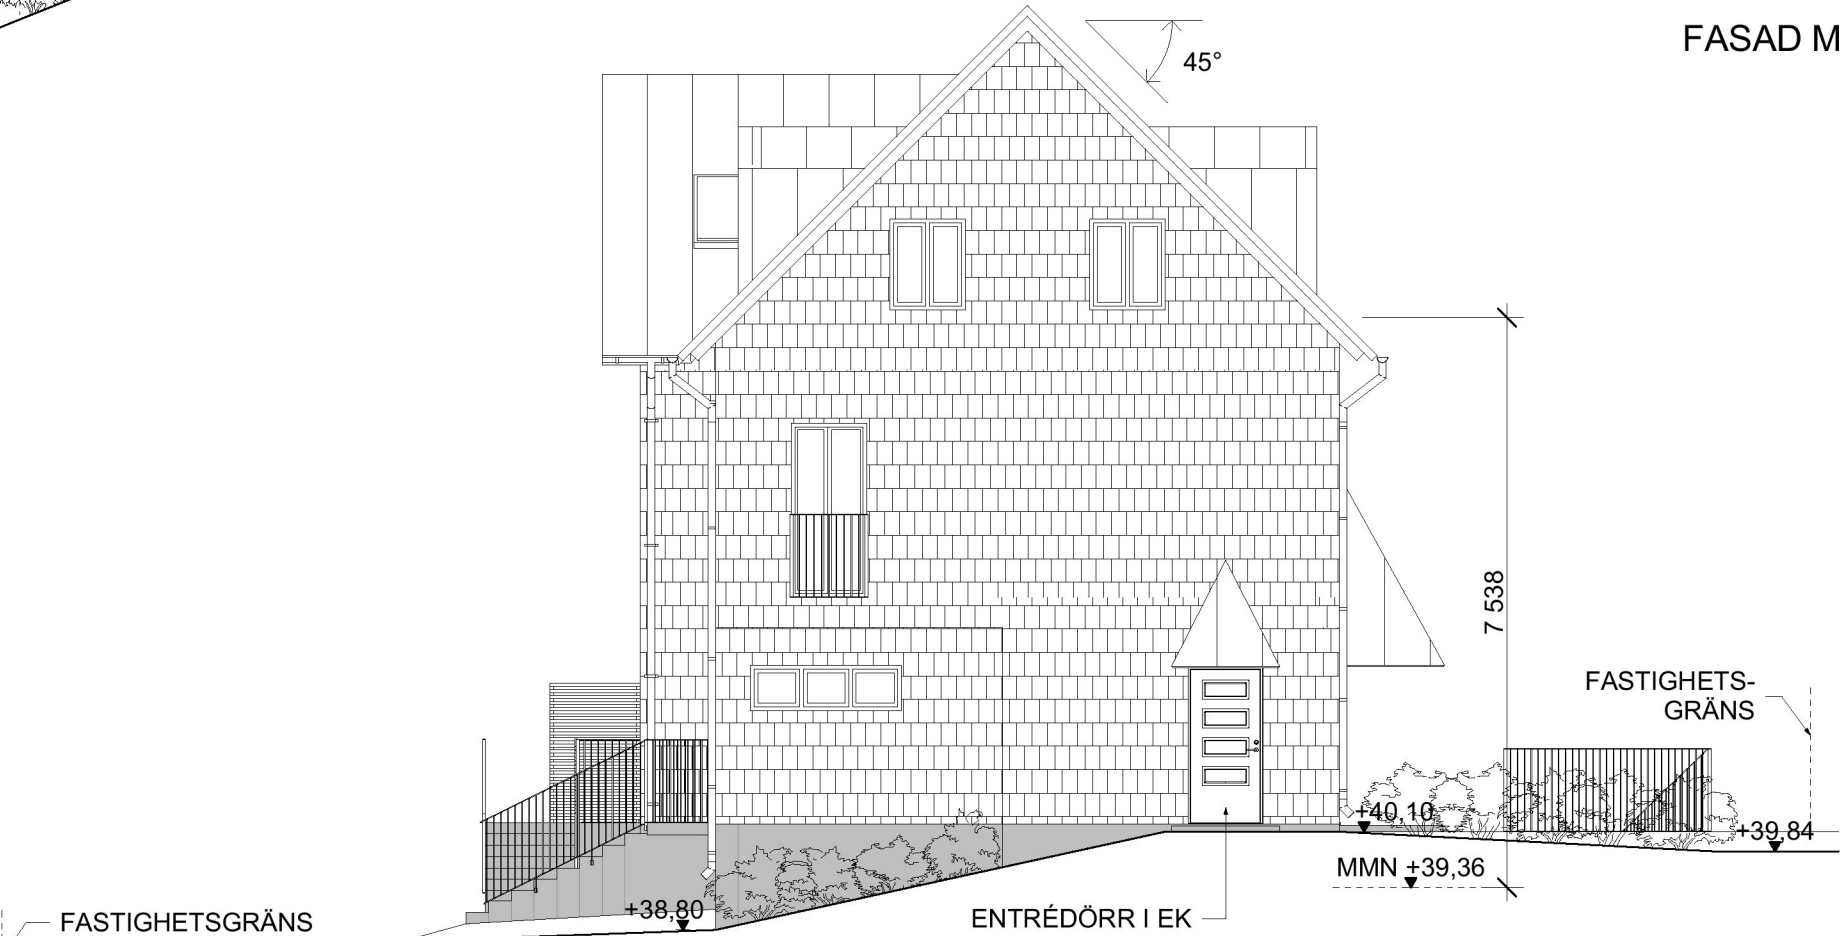 FASAD M
45°
7 538
FASTIGHETS-
GRÄNS
+40,10
+39,84
MMN +39,36
+38,80
ENTRÉDÖRR I EK
FASTIGHETSGRÄNS